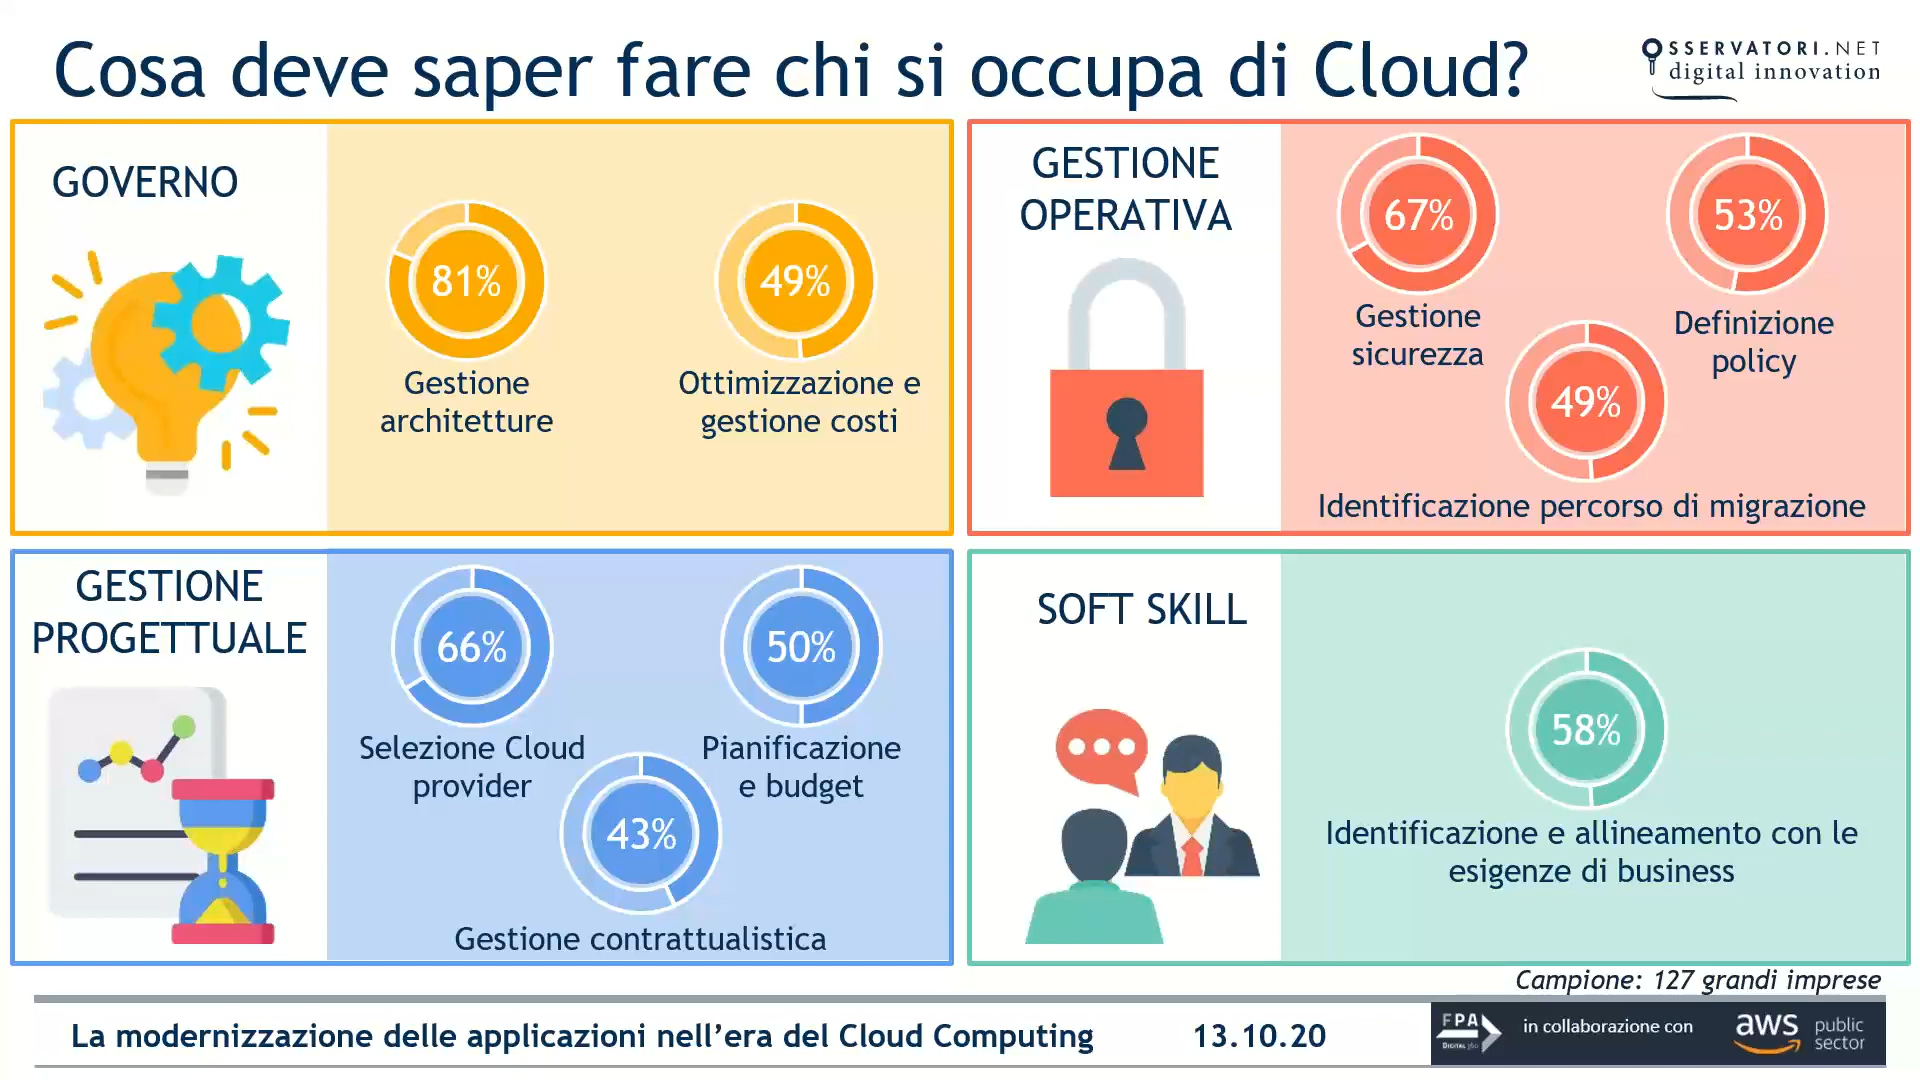 Cosa deve saper fare chi si occupa di Cloud?
OSSERVATORI.NET
digital innovation
GOVERNO
81%
Gestione
architetture
49%
Ottimizzazione e
gestione costi
GESTIONE
OPERATIVA
67%
Gestione
sicurezza
53%
Definizione
policy
49%
Identificazione percorso di migrazione
GESTIONE
PROGETTUALE
66%
Selezione Cloud
provider
50%
Pianificazione
e budget
43%
Gestione contrattualistica
SOFT SKILL
58%
Identificazione e allineamento con le
esigenze di business
Campione: 127 grandi imprese
La modernizzazione delle applicazioni nell’era del Cloud Computing
13.10.20
FPA
DIGITAL 360
in collaborazione con
aws
public
sector